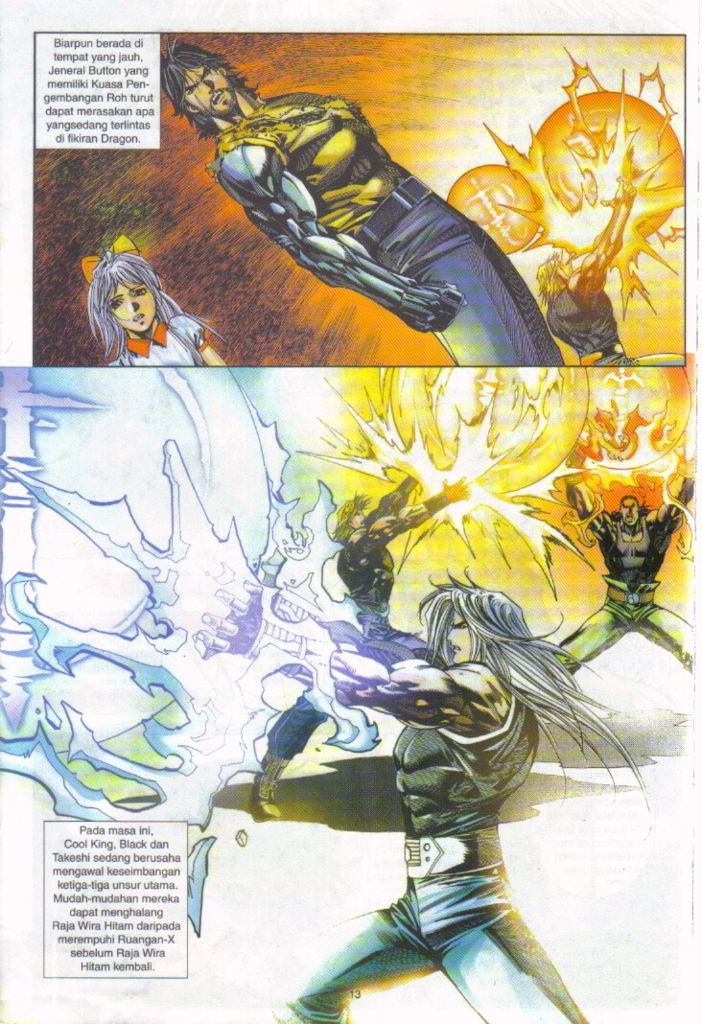 Biarpun berada di
tempat yang jauh,
Jeneral Button yang
memiliki Kuasa Pen-
gembangan Roh turut
dapat merasakan apa
yangsedang terlintas
di fikiran Dragon.
Pada masa ini,
Cool King, Black dan
Takeshi sedang berusaha
mengawal keseimbangan
ketiga-tiga unsur utama.
Mudah-mudahan mereka
dapat menghalang
Raja Wira Hitam daripada
merempuhi Ruangan-X
sebelum Raja Wira
Hitam kembali.
13